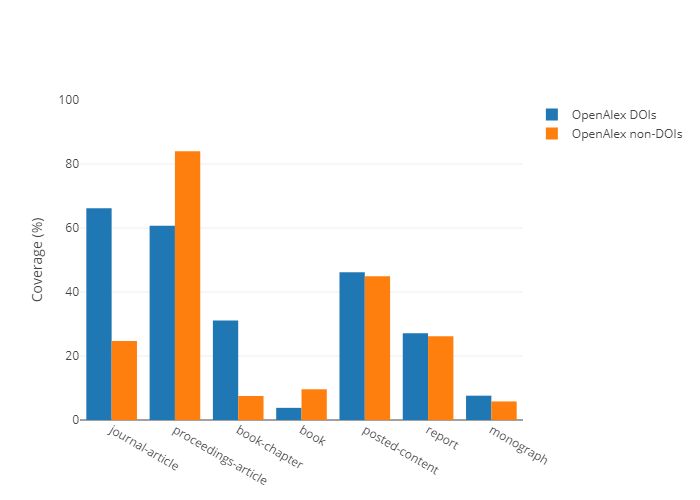 100
80
60
40
20
0
Coverage (%)
journal-article
proceedings-article
book-chapter
book
posted-content
report
monograph
OpenAlex DOIs
OpenAlex non-DOIs